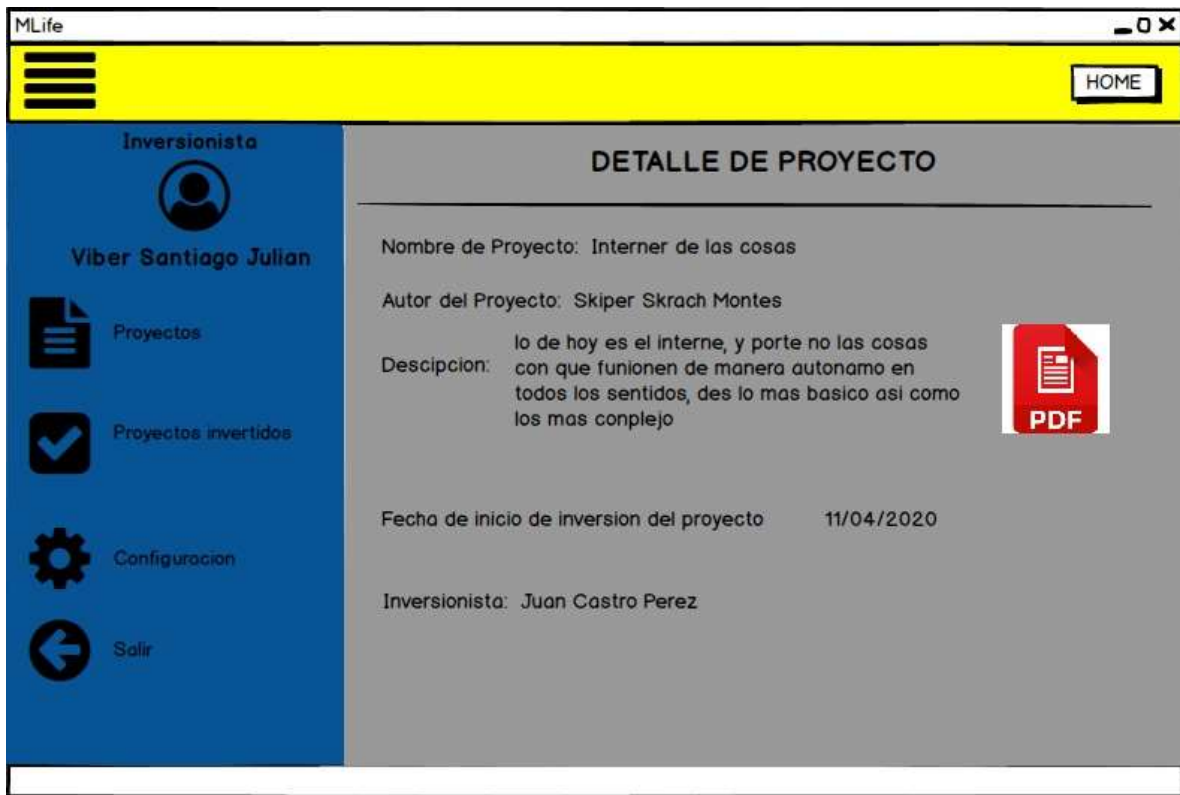 MLife
HOME
Inversionista
Viber Santiago Julian
Proyectos
Proyectos invertidos
Configuracion
Salir
DETALLE DE PROYECTO
Nombre de Proyecto: Interner de las cosas
Autor del Proyecto: Skiper Skrach Montes
Descipcion:
lo de hoy es el interne, y porte no las cosas
con que funionen de manera autonamo en
todos los sentidos, des lo mas basico asi como
los mas conplejo
PDF
Fecha de inicio de inversion del proyecto 11/04/2020
Inversionista: Juan Castro Perez